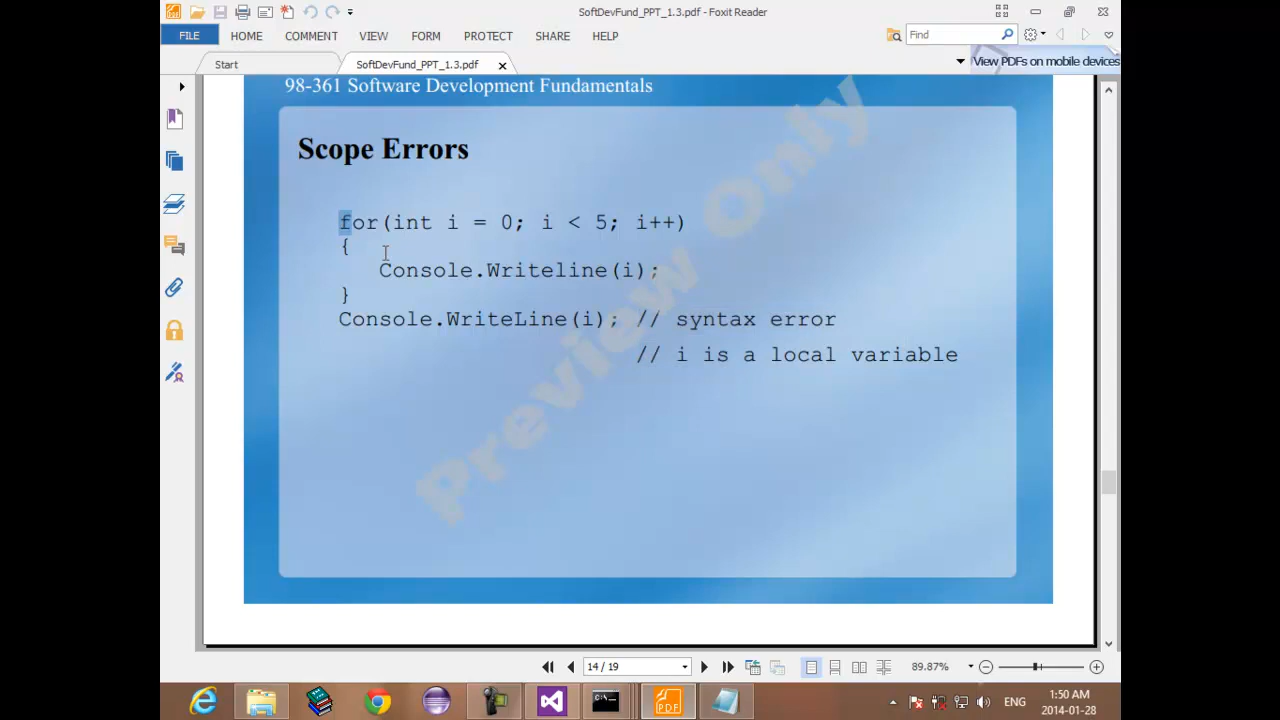 SoftDevFund_PPT_1.3.pdf - Foxit Reader
FILE HOME COMMENT VIEW FORM PROTECT SHARE HELP Find
Start SoftDevFund_PPT_1.3.pdf View PDFs on mobile devices
98-361 Software Development Fundamentals
Scope Errors
for(int i = 0; i < 5; i++)
{
Console.Writeline(i);
}
Console.WriteLine(i); // syntax error
// i is a local variable
Preview Only
14 / 19 89.87%
PDF ENG 1:50 AM
2014-01-28